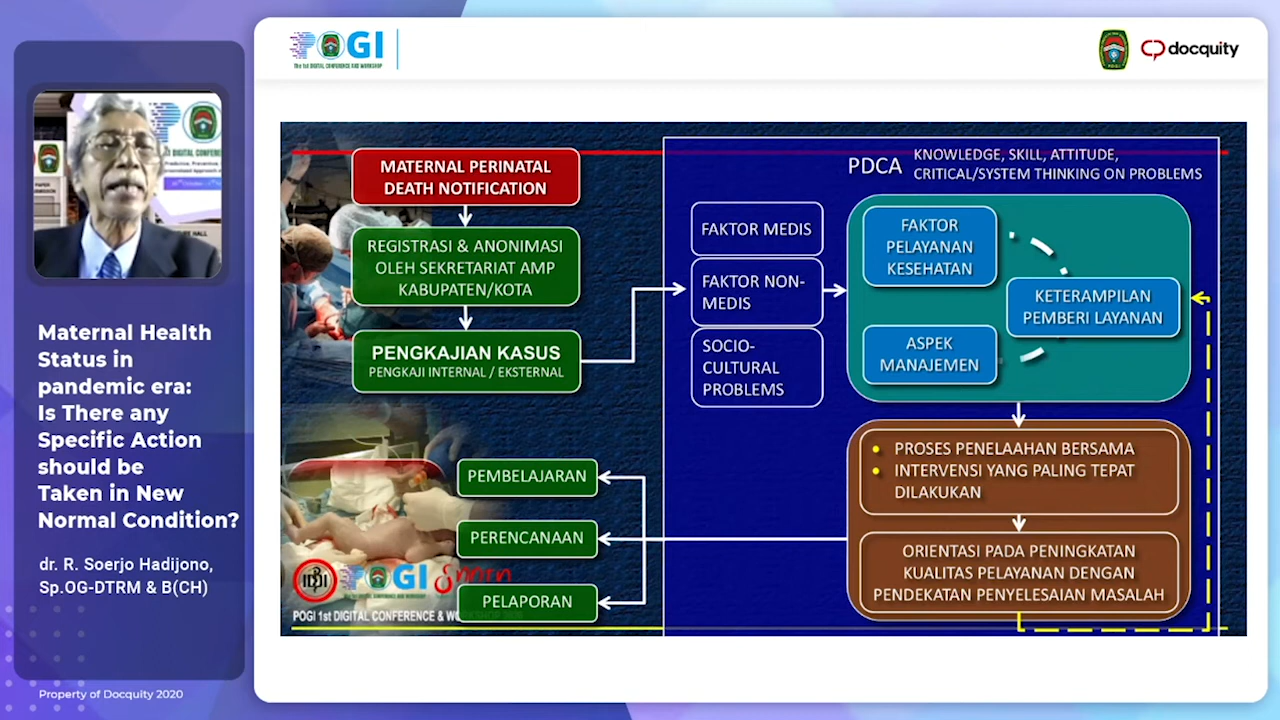 POGI
The 1st DIGITAL CONFERENCE AND WORKSHOP
docquity
Maternal Health
Status in
pandemic era:
Is There any
Specific Action
should be
Taken in New
Normal Condition?
dr. R. Soerjo Hadijono,
Sp.OG-DTRM & B(CH)
Property of Docquity 2020
MATERNAL PERINATAL
DEATH NOTIFICATION
REGISTRASI & ANONIMASI
OLEH SEKRETARIAT AMP
KABUPATEN/KOTA
PENGKAJIAN KASUS
PENGKAJI INTERNAL / EKSTERNAL
PDCA
KNOWLEDGE, SKILL, ATTITUDE,
CRITICAL/SYSTEM THINKING ON PROBLEMS
FAKTOR MEDIS
FAKTOR NON-
MEDIS
SOCIO-
CULTURAL
PROBLEMS
FAKTOR
PELAYANAN
KESEHATAN
KETERAMPILAN
PEMBERI LAYANAN
ASPEK
MANAJEMEN
• PROSES PENELAAHAN BERSAMA
• INTERVENSI YANG PALING TEPAT
DILAKUKAN
ORIENTASI PADA PENINGKATAN
KUALITAS PELAYANAN DENGAN
PENDEKATAN PENYELESAIAN MASALAH
PEMBELAJARAN
PERENCANAAN
PELAPORAN
POGI
POGI 1st DIGITAL CONFERENCE &